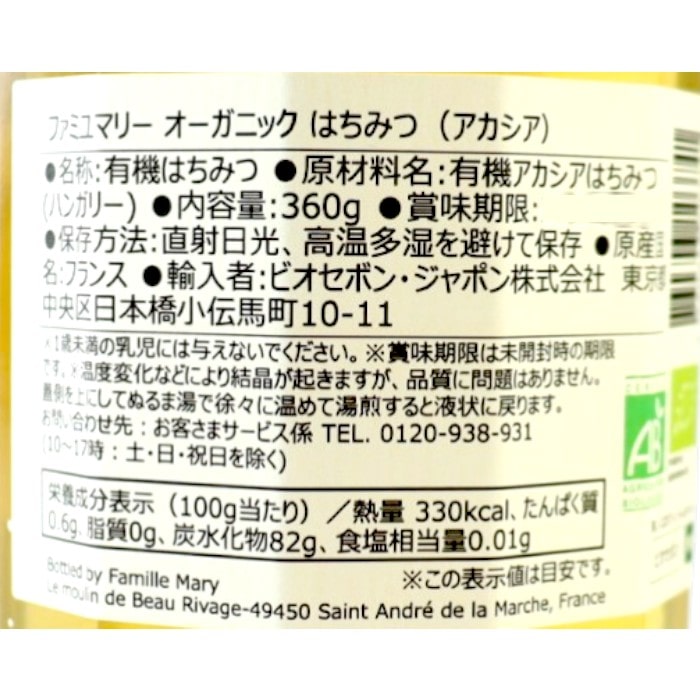 ファミユマリー オーガニック はちみつ（アカシア）
●名称:有機はちみつ ●原材料名:有機アカシアはちみつ
(ハンガリー) ●内容量:360g ●賞味期限:
●保存方法:直射日光、高温多湿を避けて保存 ●原産国
名:フランス ●輸入者:ビオセボン・ジャポン株式会社 東京都
中央区日本橋小伝馬町10-11
※1歳未満の乳児には与えないでください。※賞味期限は未開封時の期限
です。※温度変化などにより結晶が起きますが、品質に問題はありません。
蓋側を上にしてぬるま湯で徐々に温めて湯煎すると液状に戻ります。
お問い合わせ先：お客さまサービス係 TEL. 0120-938-931
(10～17時：土・日・祝日を除く)
栄養成分表示（100g当たり）／熱量 330kcal、たんぱく質
0.6g、脂質0g、炭水化物82g、食塩相当量0.01g
Bottled by Famille Mary ※この表示値は目安です。
Le moulin de Beau Rivage-49450 Saint André de la Marche, France
AB